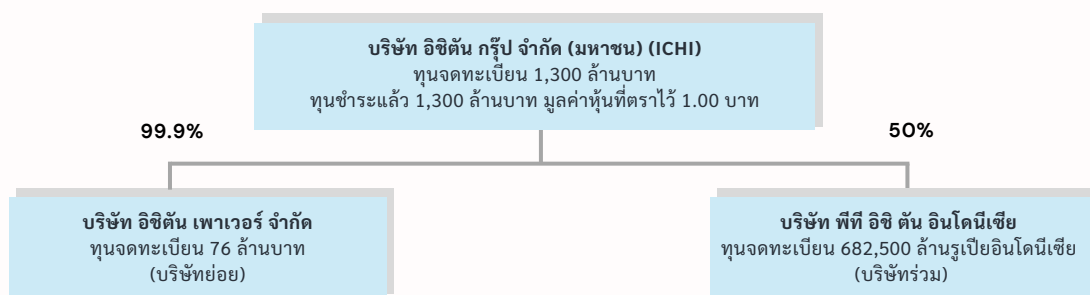 บริษัท อิชิตัน กรุ๊ป จำกัด (มหาชน) (ICHI)
ทุนจดทะเบียน 1,300 ล้านบาท
ทุนชำระแล้ว 1,300 ล้านบาท มูลค่าหุ้นที่ตราไว้ 1.00 บาท
99.9%
50%
บริษัท อิชิตัน เพาเวอร์ จำกัด
ทุนจดทะเบียน 76 ล้านบาท
(บริษัทย่อย)
บริษัท พีที อิชิ ตัน อินโดนีเซีย
ทุนจดทะเบียน 682,500 ล้านรูเปียอินโดนีเซีย
(บริษัทร่วม)